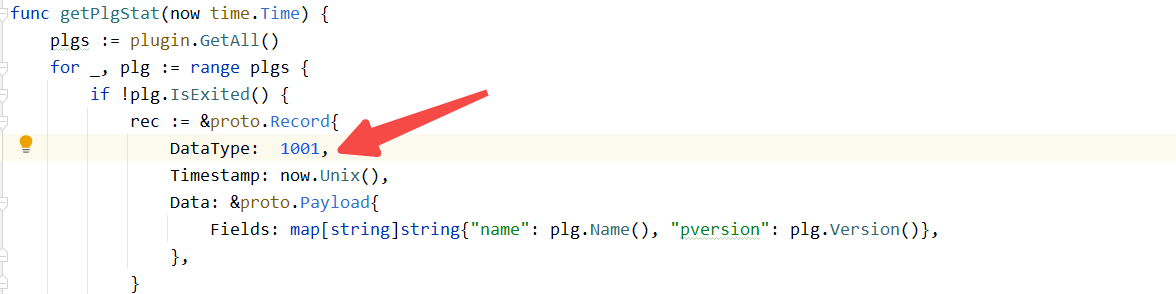 func getPlgStat(now time.Time) {
    plgs := plugin.GetAll()
    for _, plg := range plgs {
        if !plg.IsExited() {
            rec := &proto.Record{
                DataType:  1001,
                Timestamp: now.Unix(),
                Data: &proto.Payload{
                    Fields: map[string]string{"name": plg.Name(), "pversion": plg.Version()},
                },
            }